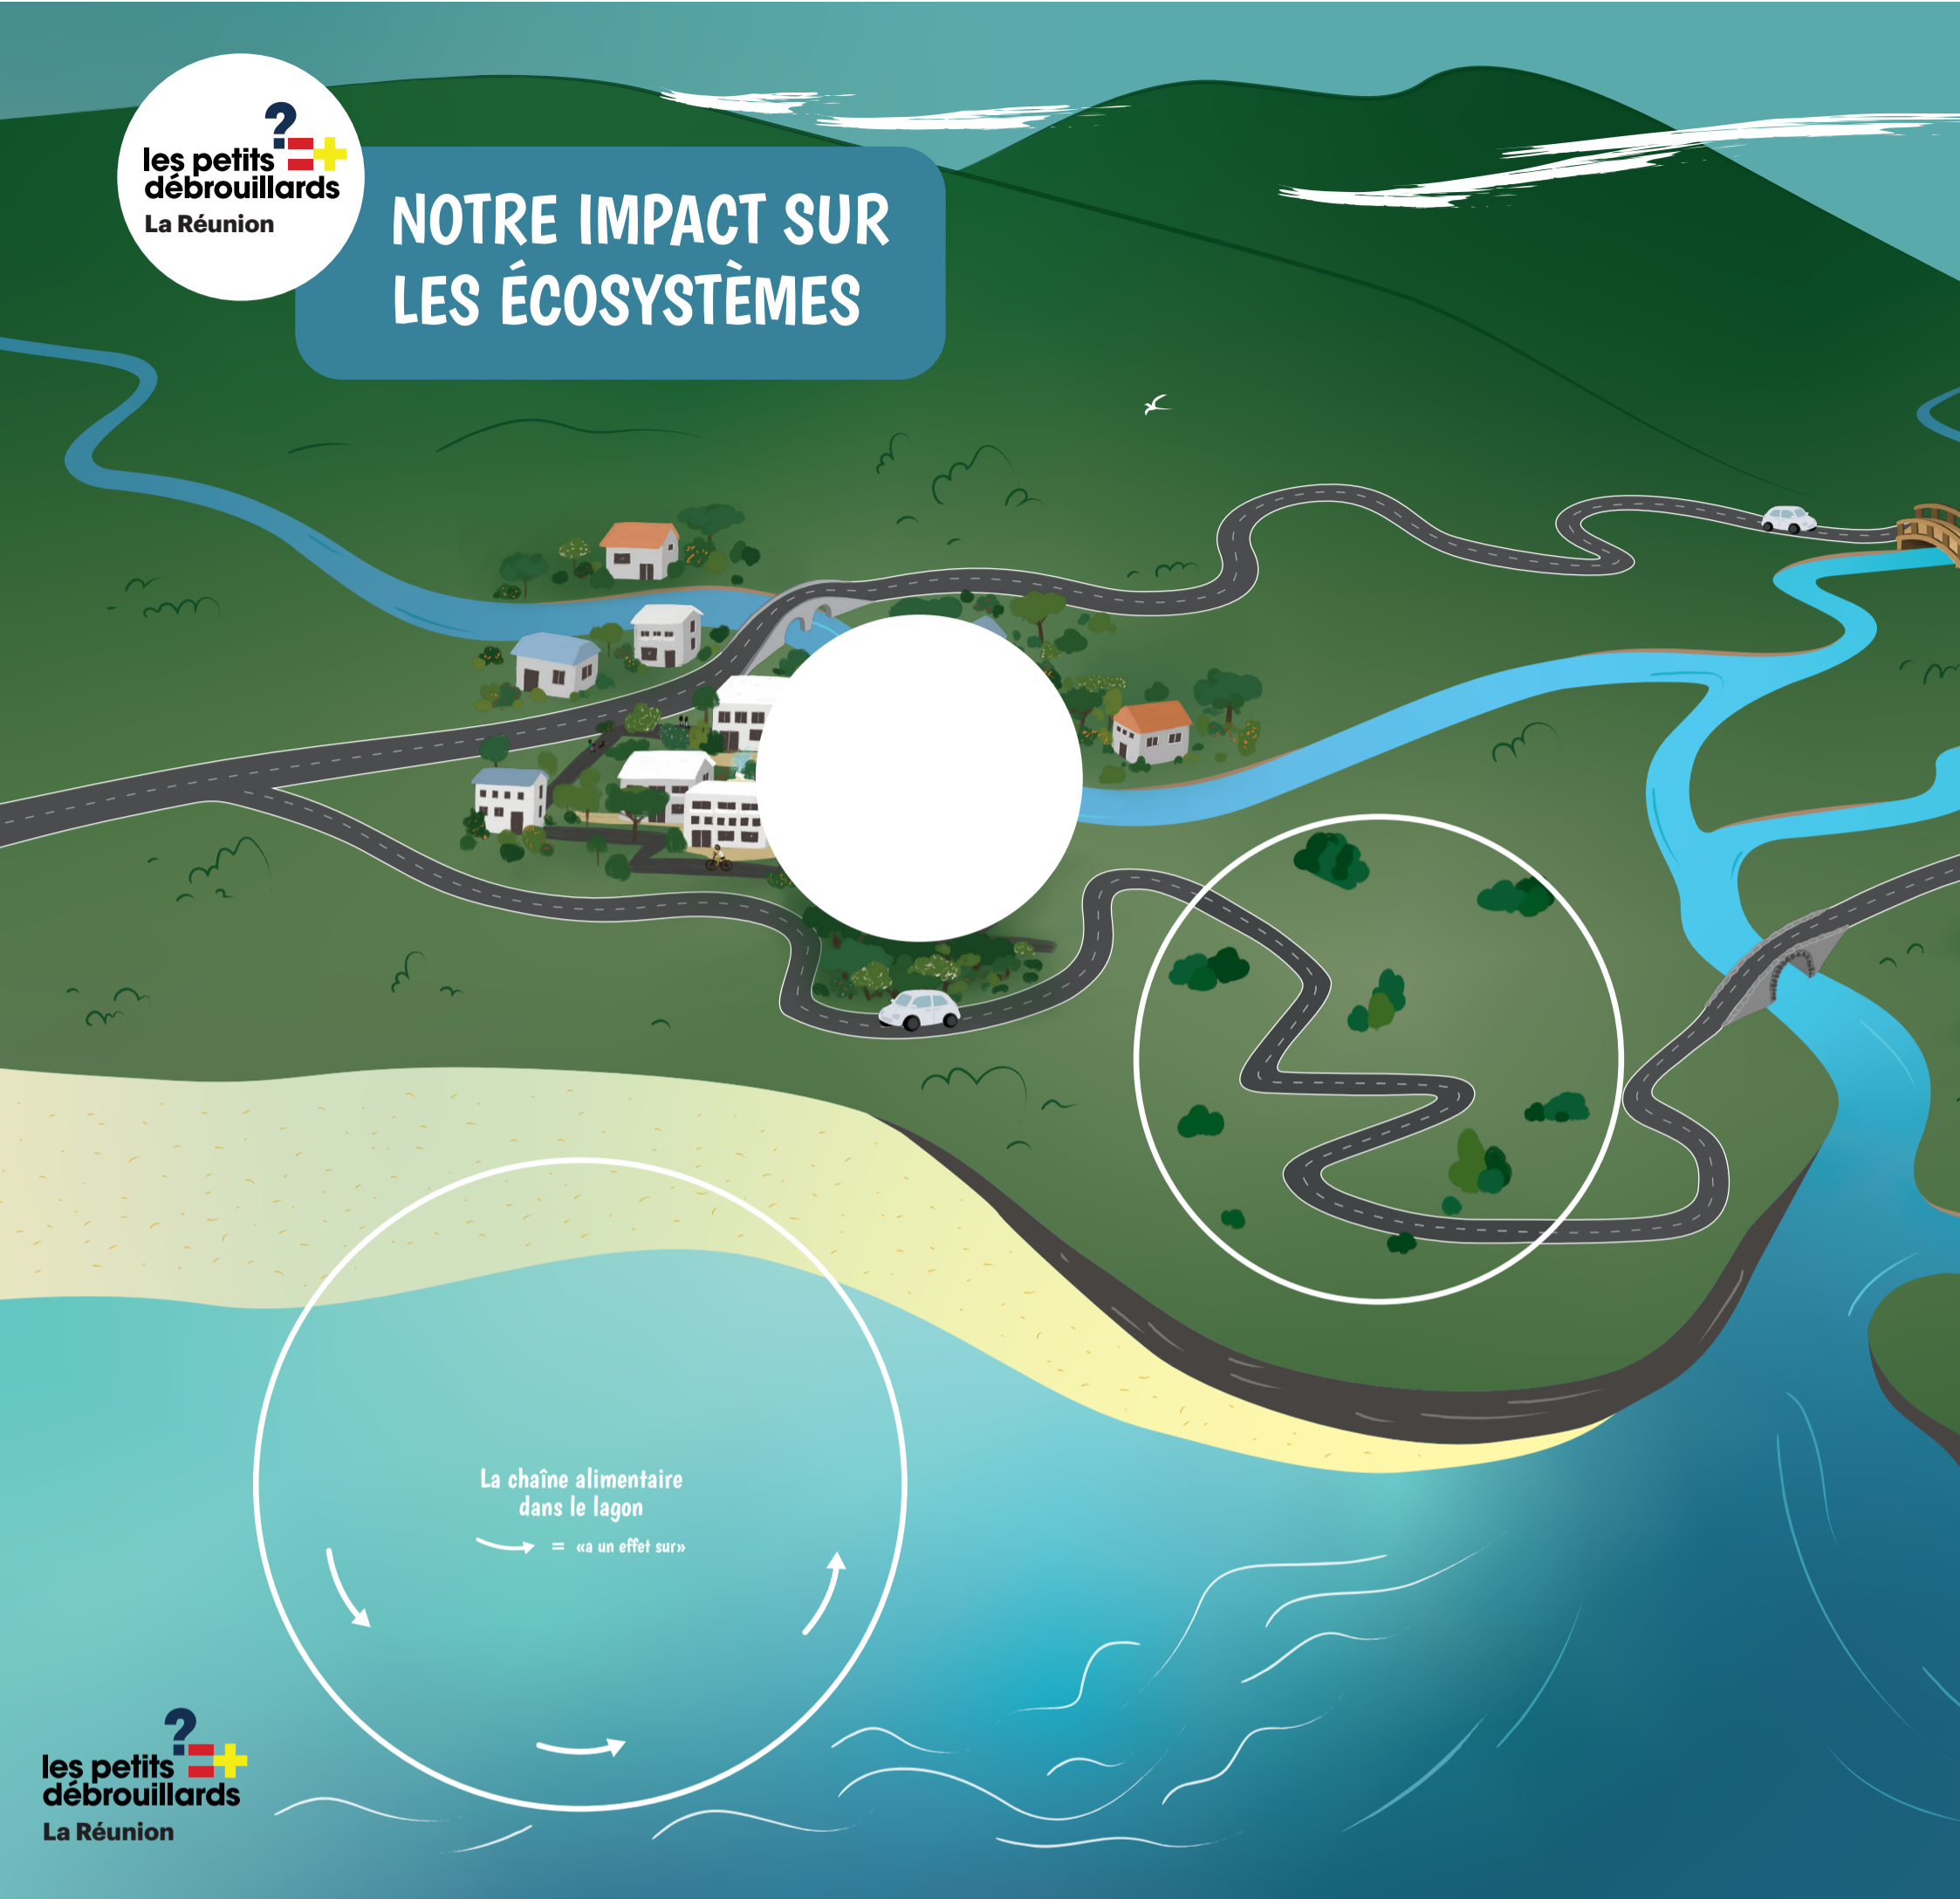 ?=+
les petits
débrouillards
La Réunion
NOTRE IMPACT SUR
LES ÉCOSYSTÈMES
La chaîne alimentaire
dans le lagon
= «a un effet sur»
?=+
les petits
débrouillards
La Réunion